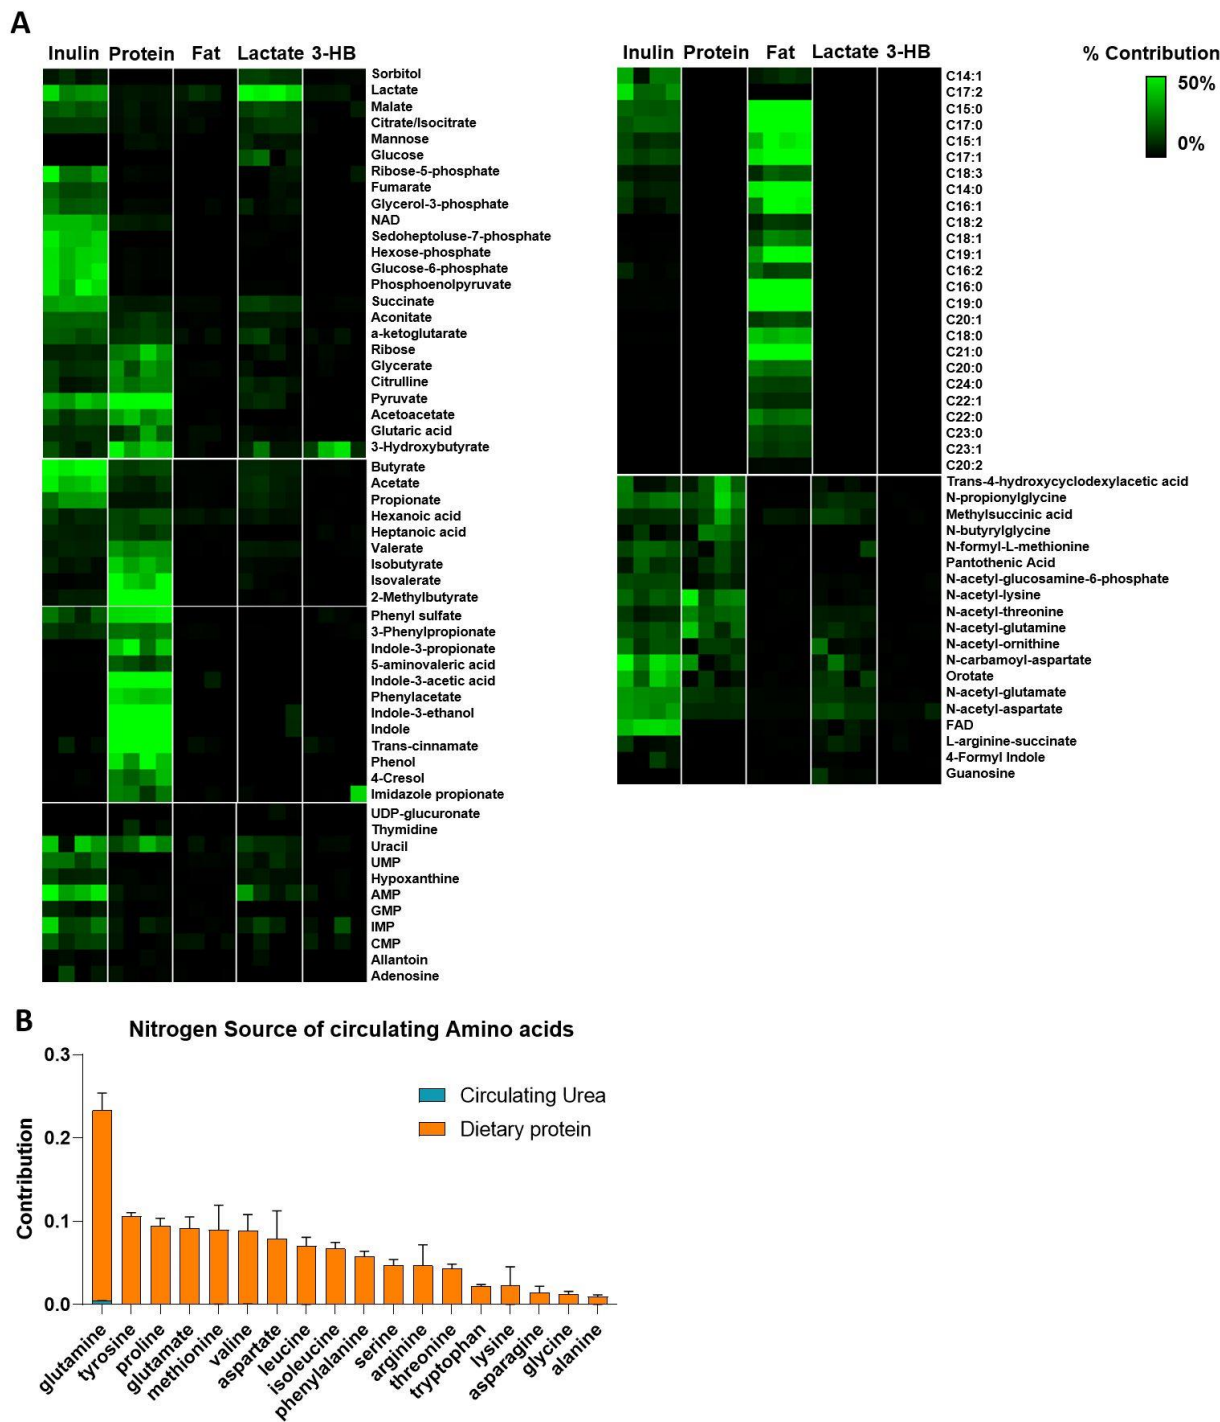 A
Inulin Protein Fat Lactate 3-HB
Sorbitol
Lactate
Malate
Citrate/Isocitrate
Mannose
Glucose
Ribose-5-phosphate
Fumarate
Glycerol-3-phosphate
NAD
Sedoheptoluse-7-phosphate
Hexose-phosphate
Glucose-6-phosphate
Phosphoenolpyruvate
Succinate
Aconitate
a-ketoglutarate
Ribose
Glycerate
Citrulline
Pyruvate
Acetoacetate
Glutaric acid
3-Hydroxybutyrate
Butyrate
Acetate
Propionate
Hexanoic acid
Heptanoic acid
Valerate
Isobutyrate
Isovalerate
2-Methylbutyrate
Phenyl sulfate
3-Phenylpropionate
Indole-3-propionate
5-aminovaleric acid
Indole-3-acetic acid
Phenylacetate
Indole-3-ethanol
Indole
Trans-cinnamate
Phenol
4-Cresol
Imidazole propionate
UDP-glucuronate
Thymidine
Uracil
UMP
Hypoxanthine
AMP
GMP
IMP
CMP
Allantoin
Adenosine
Inulin Protein Fat Lactate 3-HB
C14:1
C17:2
C15:0
C17:0
C15:1
C17:1
C18:3
C14:0
C16:1
C18:2
C18:1
C19:1
C16:2
C16:0
C19:0
C20:1
C18:0
C21:0
C20:0
C24:0
C22:1
C22:0
C23:0
C23:1
C20:2
Trans-4-hydroxycyclodexylacetic acid
N-propionylglycine
Methylsuccinic acid
N-butyrylglycine
N-formyl-L-methionine
Pantothenic Acid
N-acetyl-glucosamine-6-phosphate
N-acetyl-lysine
N-acetyl-threonine
N-acetyl-glutamine
N-acetyl-ornithine
N-carbamoyl-aspartate
Orotate
N-acetyl-glutamate
N-acetyl-aspartate
FAD
L-arginine-succinate
4-Formyl Indole
Guanosine
% Contribution
50%
0%
B
Nitrogen Source of circulating Amino acids
Contribution
0.3
0.2
0.1
0.0
Circulating Urea
Dietary protein
glutamine
tyrosine
proline
glutamate
methionine
valine
aspartate
leucine
isoleucine
phenylalanine
serine
arginine
threonine
tryptophan
lysine
asparagine
glycine
alanine